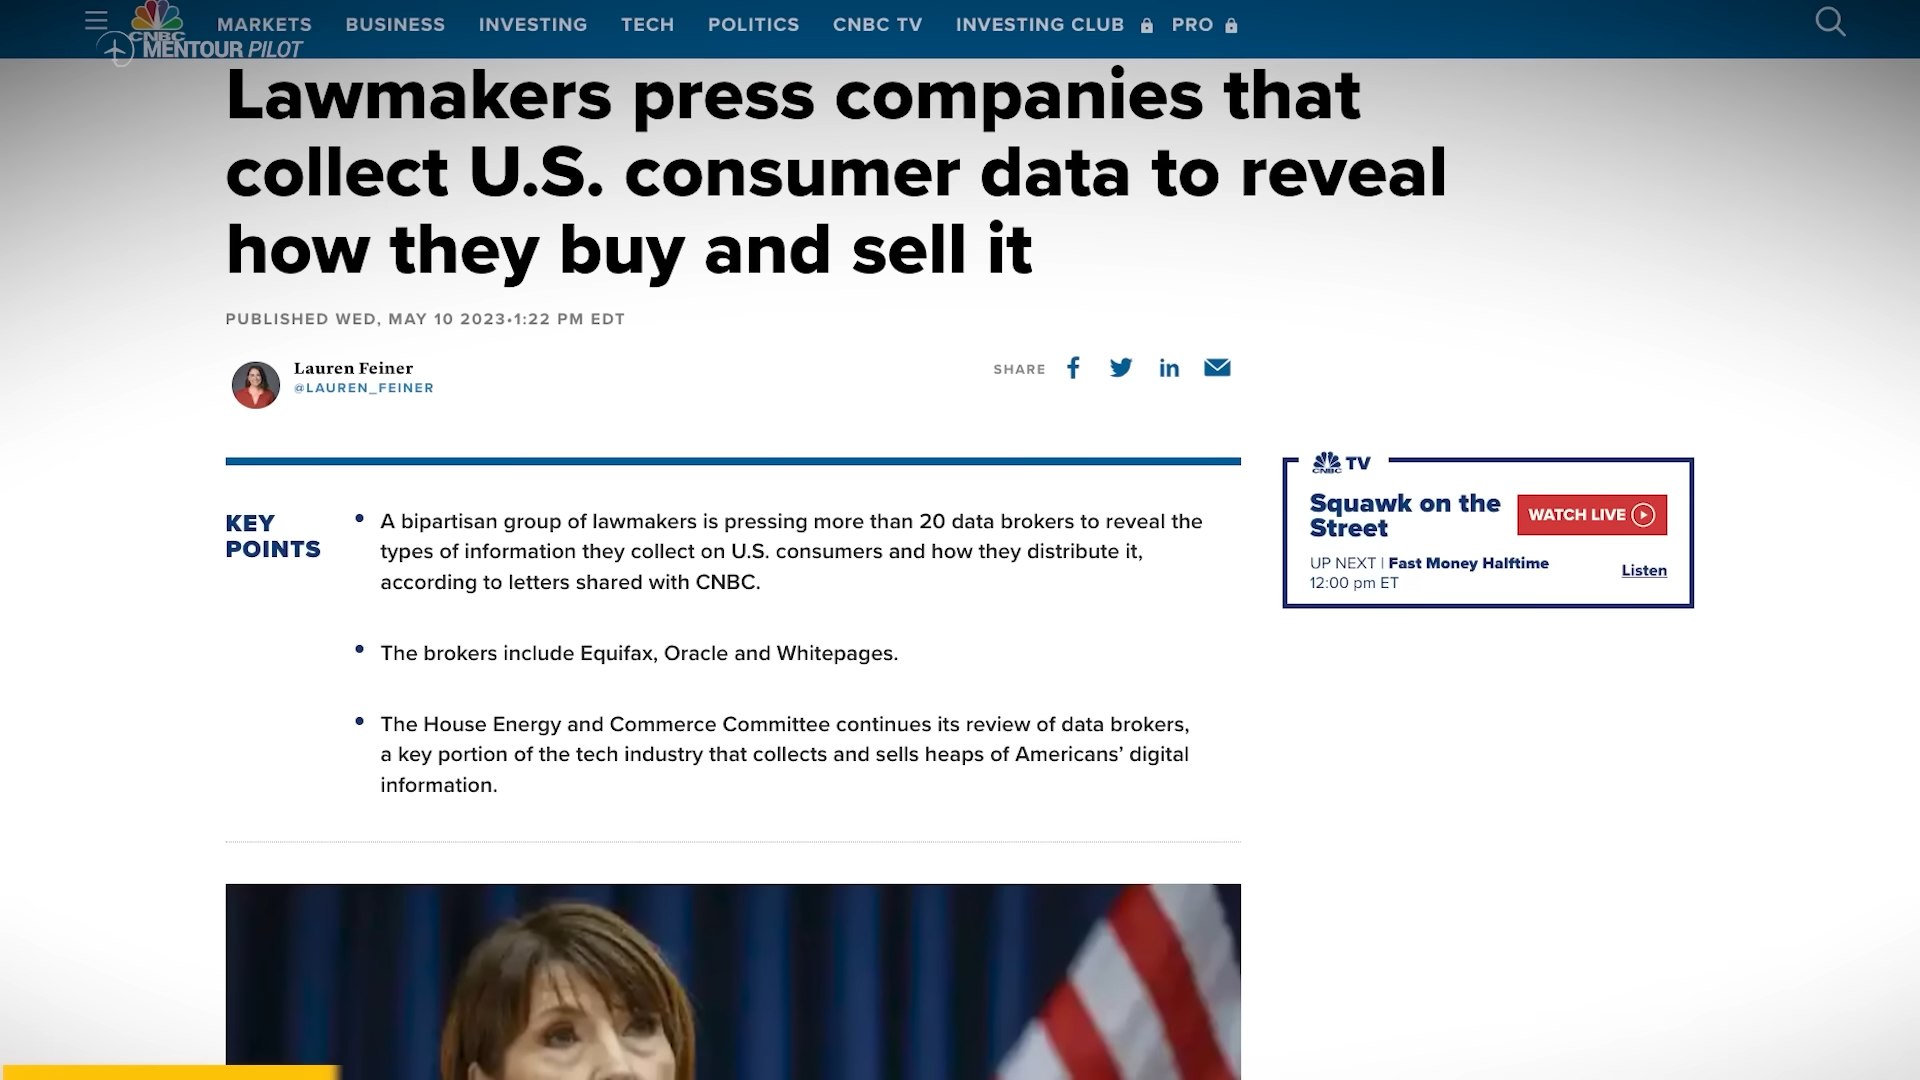 MARKETS BUSINESS INVESTING TECH POLITICS CNBC TV INVESTING CLUB PRO
CNBC
MENTOUR PILOT
Lawmakers press companies that
collect U.S. consumer data to reveal
how they buy and sell it
PUBLISHED WED, MAY 10 2023•1:22 PM EDT
Lauren Feiner
@LAUREN_FEINER
SHARE
KEY
POINTS
• A bipartisan group of lawmakers is pressing more than 20 data brokers to reveal the
types of information they collect on U.S. consumers and how they distribute it,
according to letters shared with CNBC.
• The brokers include Equifax, Oracle and Whitepages.
• The House Energy and Commerce Committee continues its review of data brokers,
a key portion of the tech industry that collects and sells heaps of Americans’ digital
information.
CNBC TV
Squawk on the
Street
WATCH LIVE
UP NEXT | Fast Money Halftime
12:00 pm ET
Listen